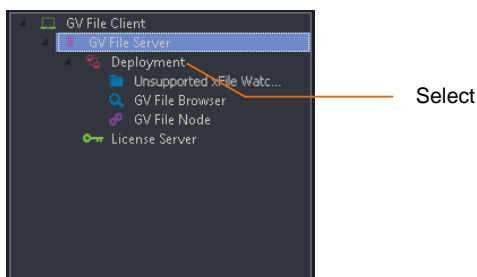 GV File Client
GV File Server
Deployment
Select
Unsupported xFile Watc...
GV File Browser
GV File Node
License Server